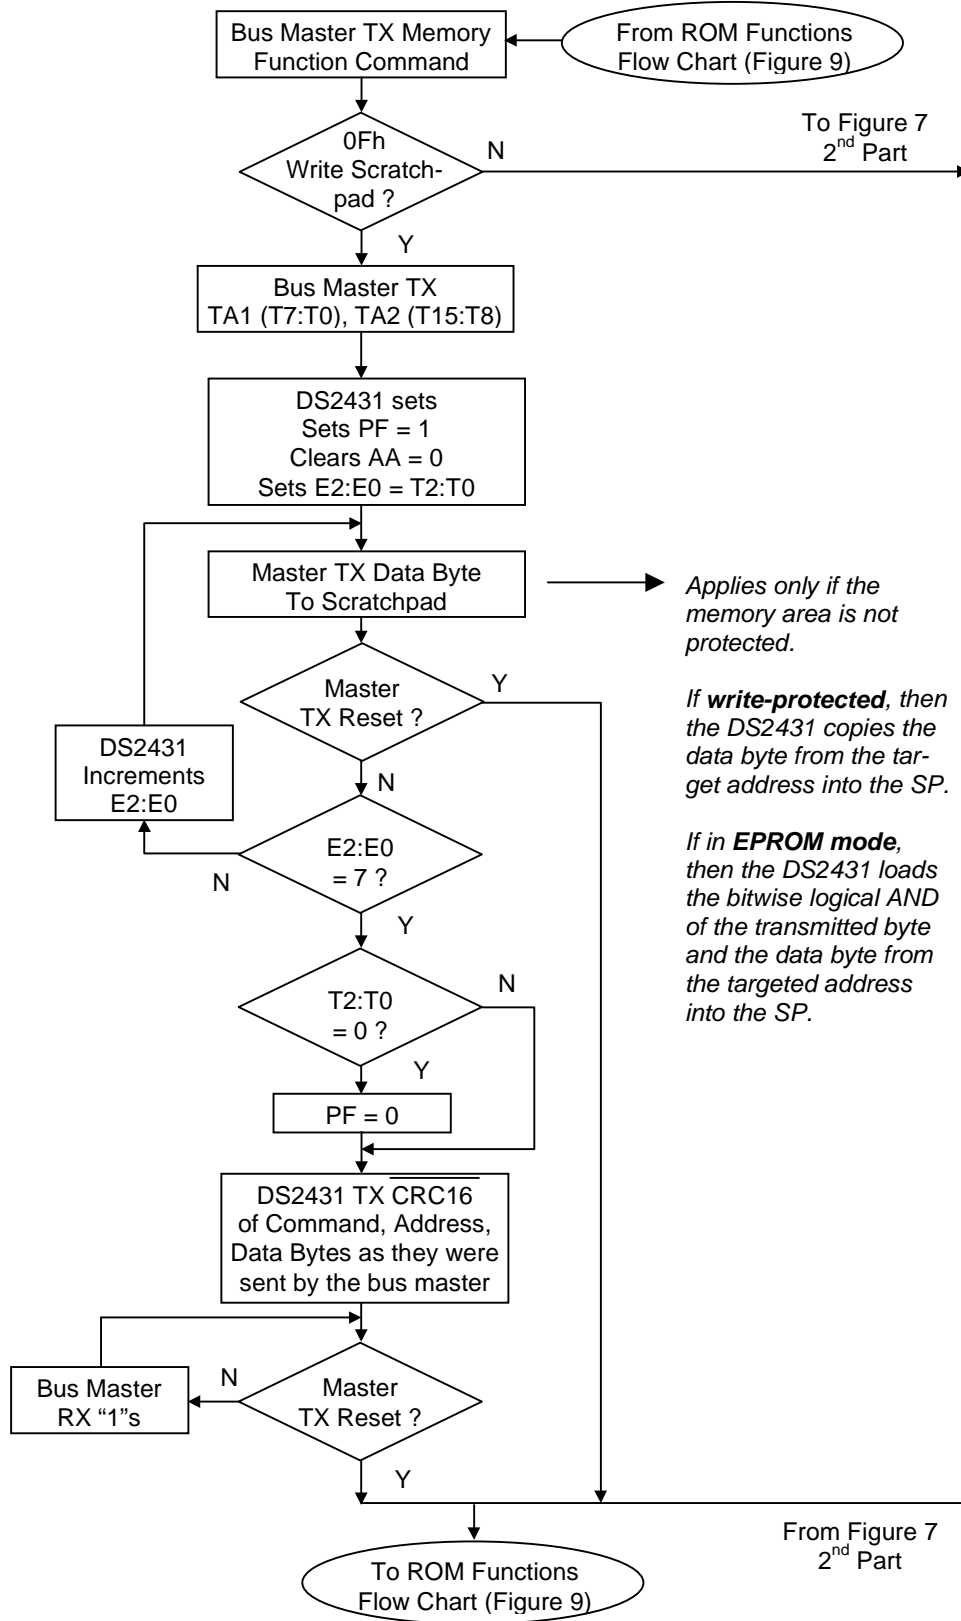 Bus Master TX Memory
Function Command
From ROM Functions
Flow Chart (Figure 9)
To Figure 7
2nd Part
0Fh
Write Scratch-
pad ?
N
Y
Bus Master TX
TA1 (T7:T0), TA2 (T15:T8)
DS2431 sets
Sets PF = 1
Clears AA = 0
Sets E2:E0 = T2:T0
Master TX Data Byte
To Scratchpad
Applies only if the
memory area is not
protected.
If write-protected, then
the DS2431 copies the
data byte from the tar-
get address into the SP.
If in EPROM mode,
then the DS2431 loads
the bitwise logical AND
of the transmitted byte
and the data byte from
the targeted address
into the SP.
Master
TX Reset ?
Y
N
DS2431
Increments
E2:E0
E2:E0
= 7 ?
N
Y
T2:T0
= 0 ?
N
Y
PF = 0
DS2431 TX CRC16
of Command, Address,
Data Bytes as they were
sent by the bus master
Master
TX Reset ?
N
Bus Master
RX “1”s
Y
From Figure 7
2nd Part
To ROM Functions
Flow Chart (Figure 9)